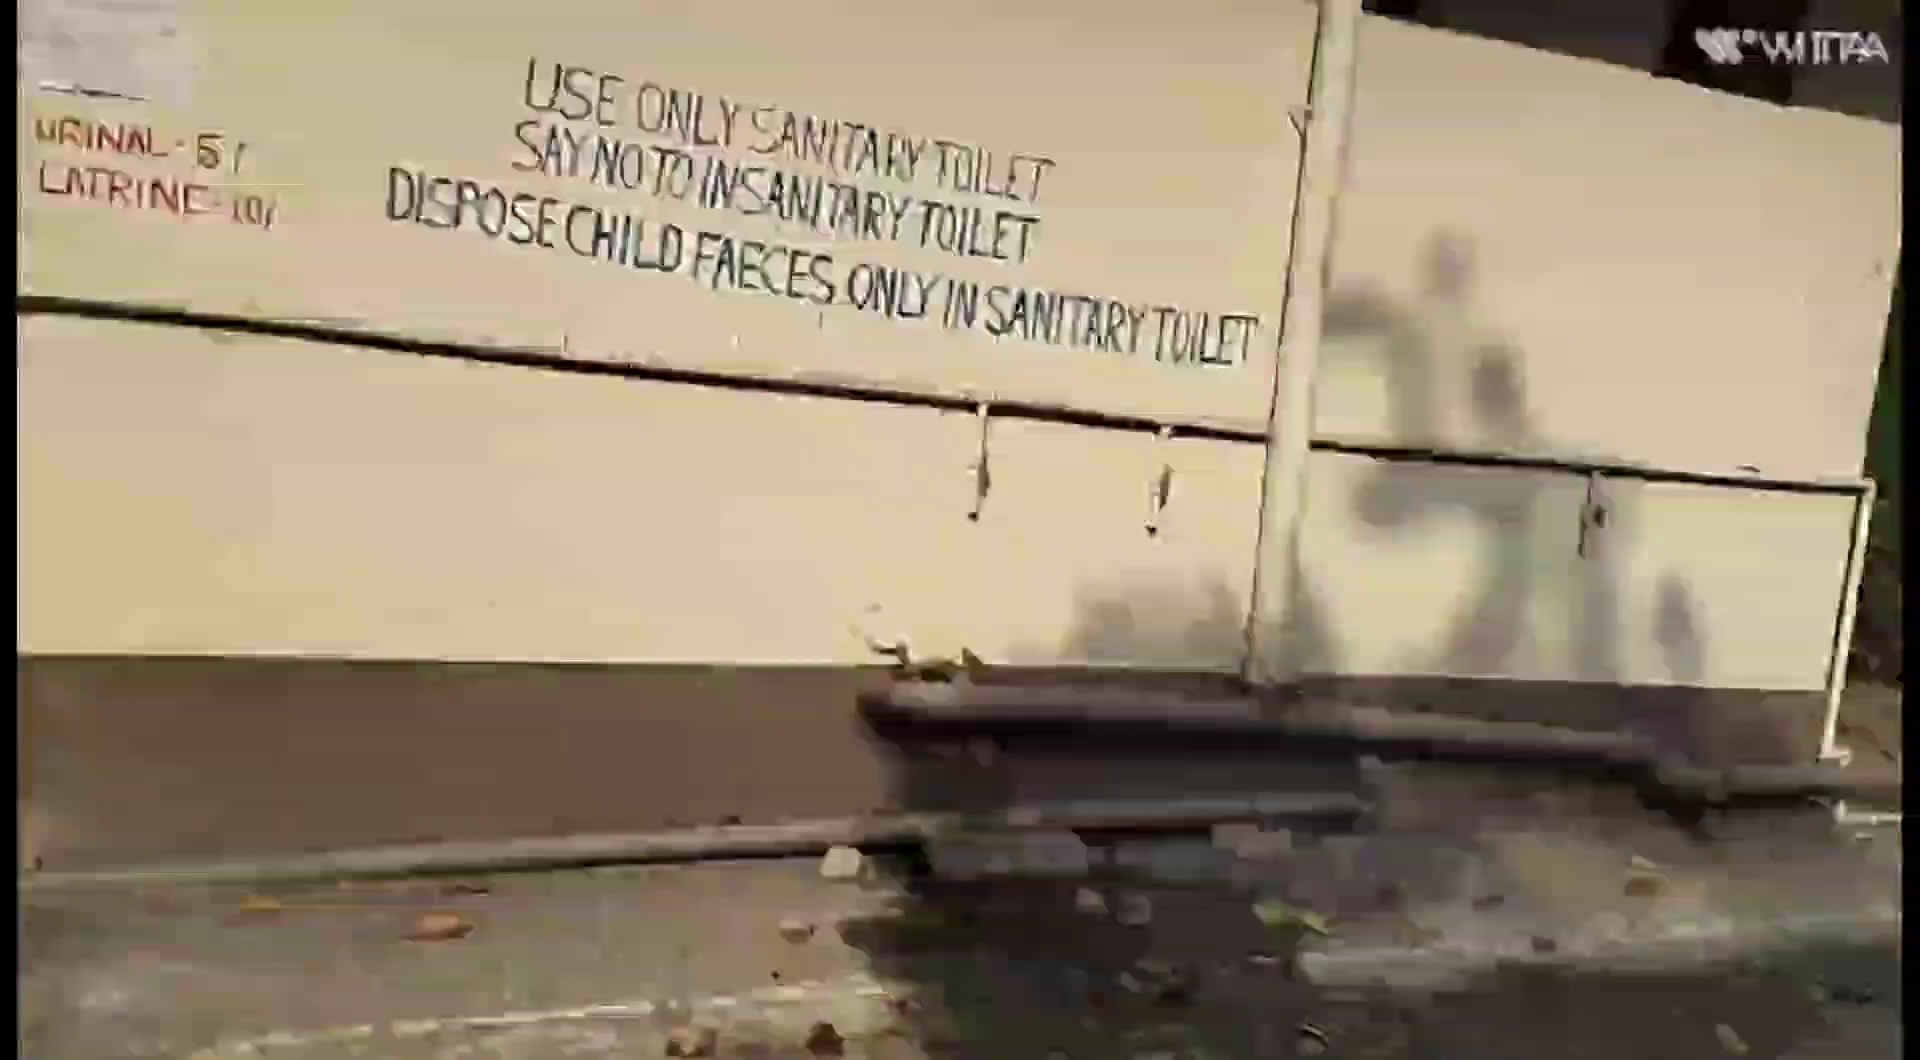 URINAL - 5/
LATRINE - 10/
USE ONLY SANITARY TOILET
SAY NO TO INSANITARY TOILET
DISPOSE CHILD FAECES ONLY IN SANITARY TOILET